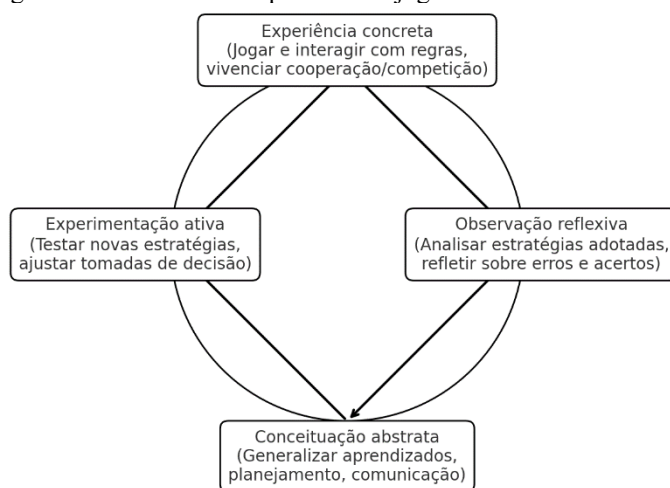 Experiência concreta
(Jogar e interagir com regras,
vivenciar cooperação/competição)
Experimentação ativa
(Testar novas estratégias,
ajustar tomadas de decisão)
Observação reflexiva
(Analisar estratégias adotadas,
refletir sobre erros e acertos)
Conceituação abstrata
(Generalizar aprendizados,
planejamento, comunicação)